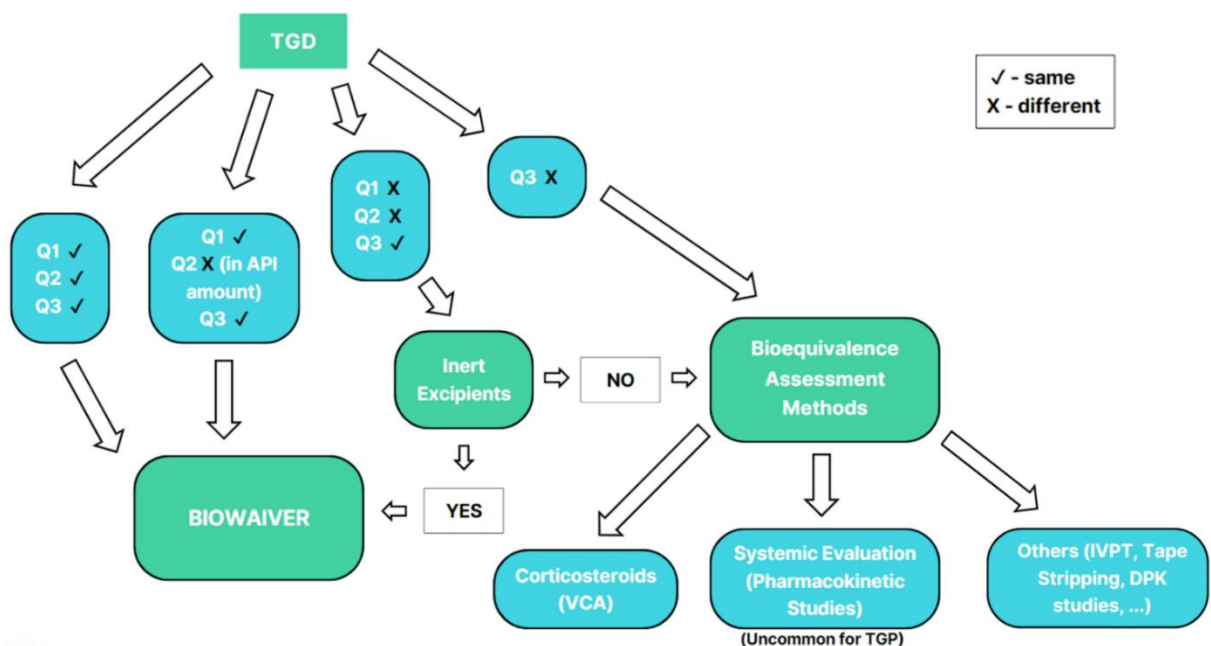 TGD
✓ - same
X - different
Q1 ✓
Q2 ✓
Q3 ✓
Q1 ✓
Q2 X (in API
amount)
Q3 ✓
Q1 X
Q2 X
Q3 ✓
Q3 X
Inert
Excipients
NO
Bioequivalence
Assessment
Methods
YES
BIOWAIVER
Corticosteroids
(VCA)
Systemic Evaluation
(Pharmacokinetic
Studies)
(Uncommon for TGP)
Others (IVPT, Tape
Stripping, DPK
studies, ...)